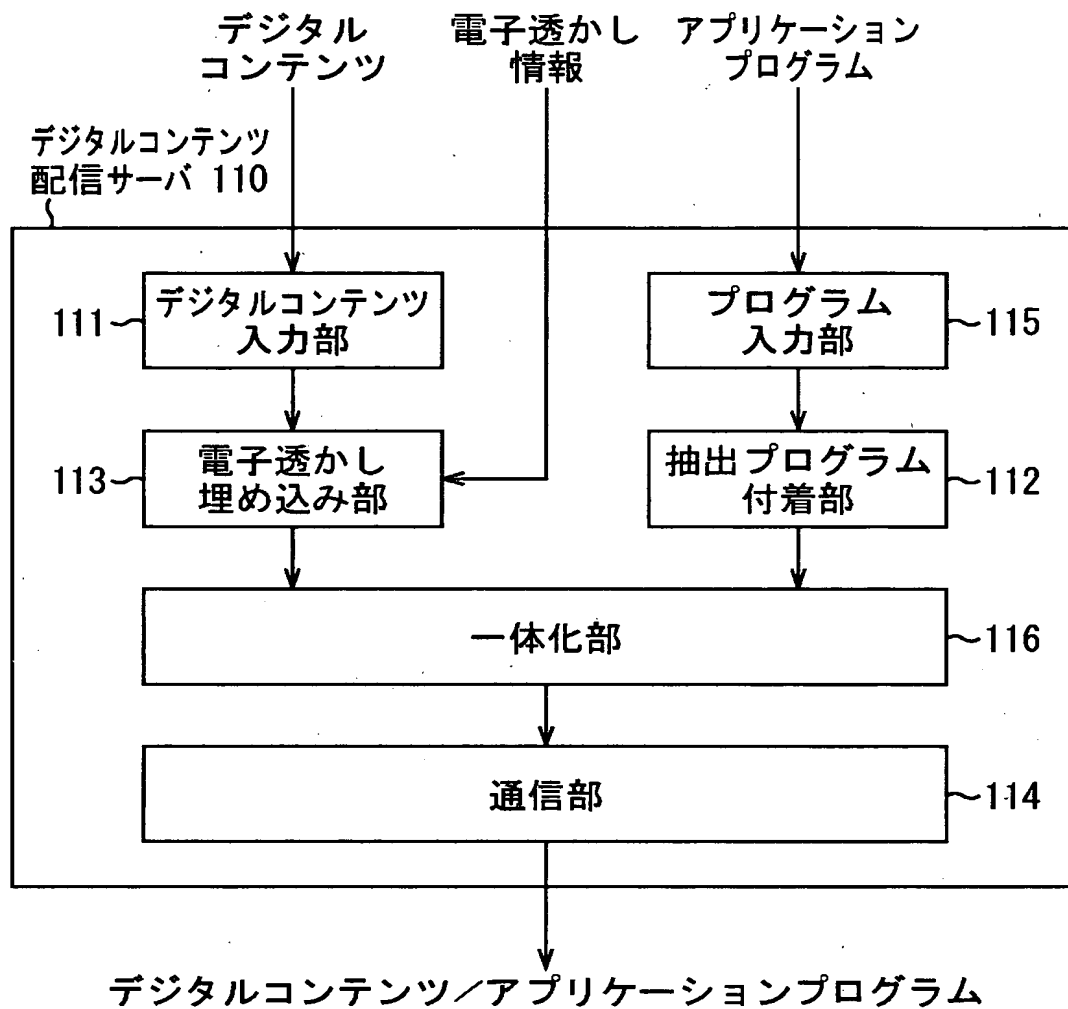 デジタル
コンテンツ
電子透かし
情報
アプリケーション
プログラム
デジタルコンテンツ
配信サーバ 110
111
デジタルコンテンツ
入力部
プログラム
入力部
115
113
電子透かし
埋め込み部
抽出プログラム
付着部
112
一体化部
116
通信部
114
デジタルコンテンツ／アプリケーションプログラム